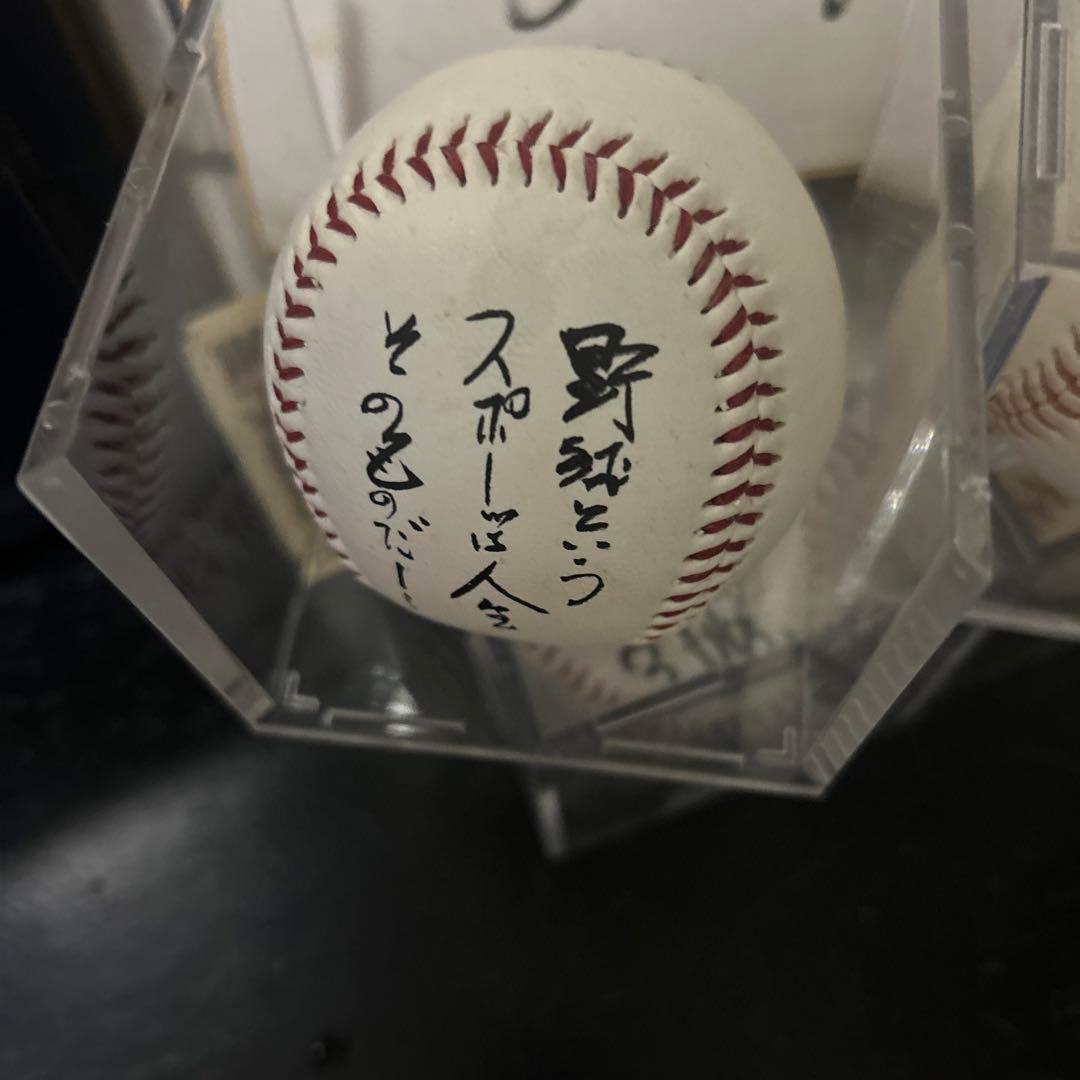 野球という
スポーツは人生
そのものだ!